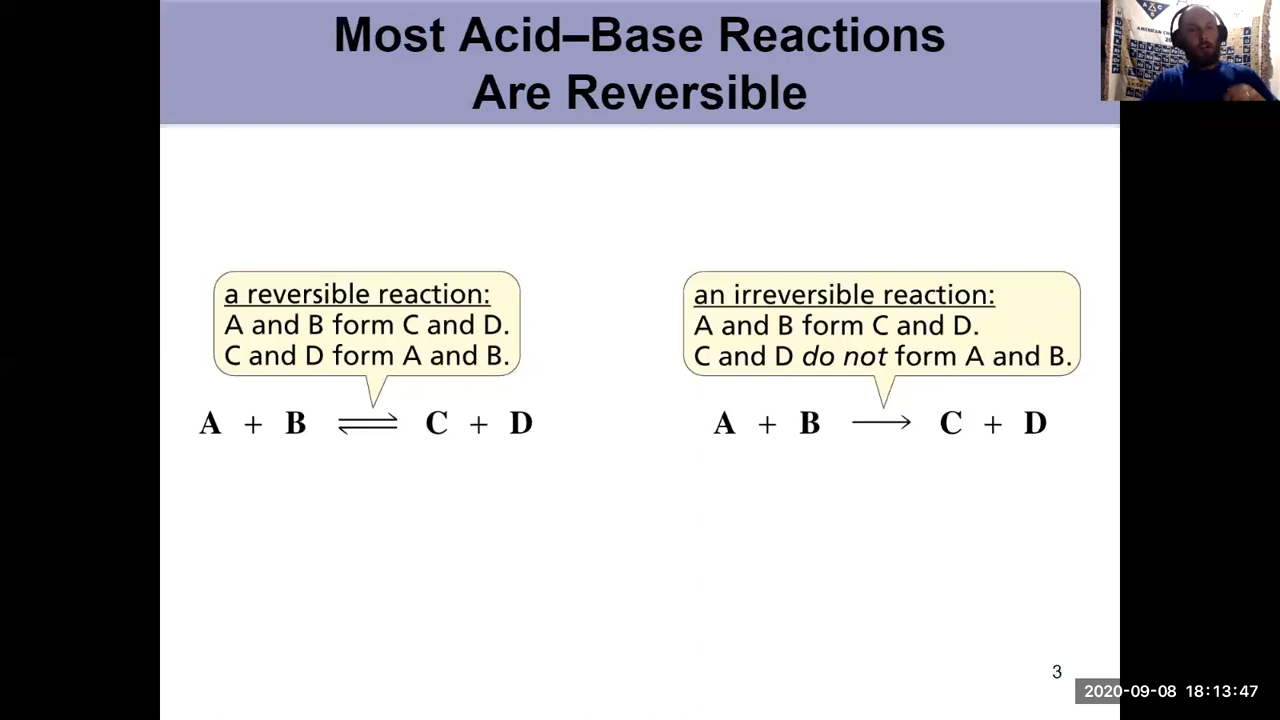 Most Acid–Base Reactions
Are Reversible
a reversible reaction:
A and B form C and D.
C and D form A and B.
A + B ⇌ C + D
an irreversible reaction:
A and B form C and D.
C and D do not form A and B.
A + B ⟶ C + D
3
2020-09-08 18:13:47